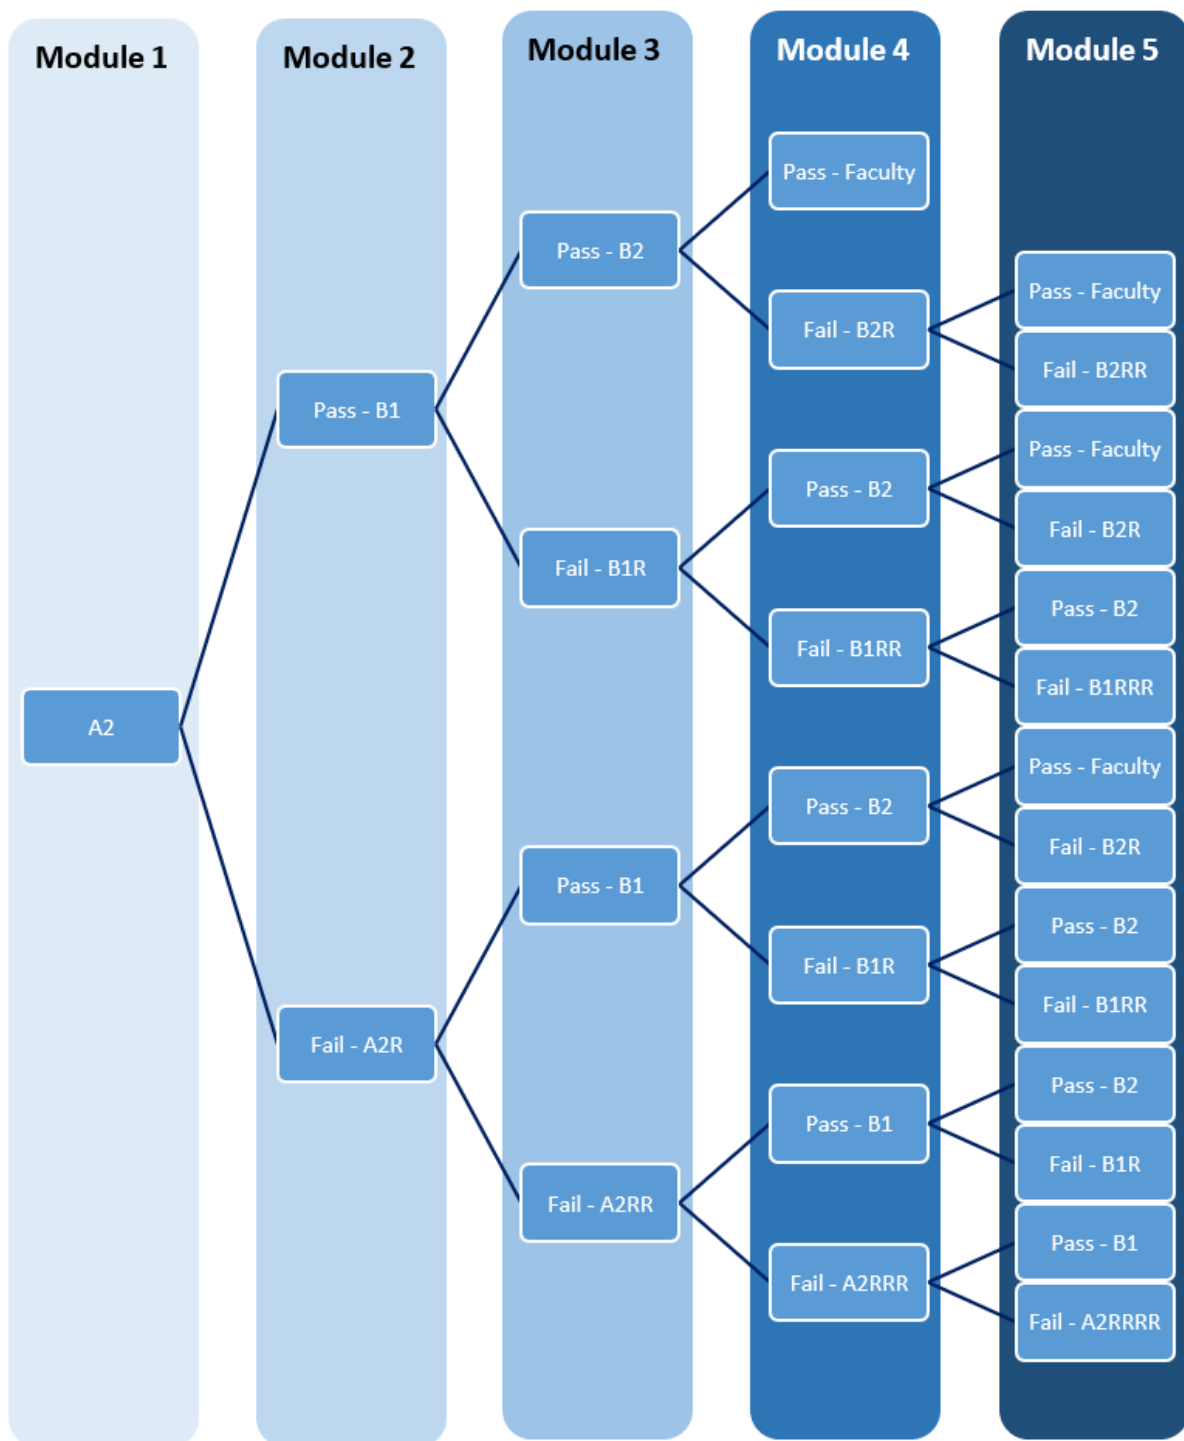 Module 1
Module 2
Module 3
Module 4
Module 5
A2
Pass - B1
Fail - A2R
Pass - B2
Fail - B1R
Pass - B1
Fail - A2RR
Pass - Faculty
Fail - B2R
Pass - B2
Fail - B1RR
Pass - B2
Fail - B1R
Pass - B1
Fail - A2RRR
Pass - Faculty
Fail - B2RR
Pass - Faculty
Fail - B2R
Pass - B2
Fail - B1RRR
Pass - Faculty
Fail - B2R
Pass - B2
Fail - B1RR
Pass - B2
Fail - B1R
Pass - B1
Fail - A2RRRR